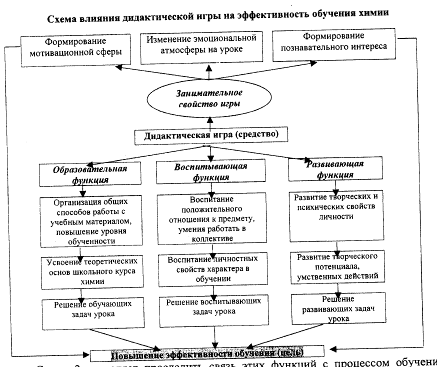 Схема влияния дидактической игры на эффективность обучения химии
Формирование
мотивационной сферы
Изменение эмоциональной
атмосферы на уроке
Формирование
познавательного интереса
Занимательное
свойство игры
Дидактическая игра (средство)
Образовательная
функция
Воспитывающая
функция
Развивающая
функция
Организация общих
способов работы с
учебным материалом,
повышение уровня
обученности
Воспитание
положительного
отношения к предмету,
умения работать в
коллективе
Развитие творческих и
психических свойств
личности
Усвоение теоретических
основ школьного курса
химии
Воспитание личностных
свойств характера в
обучении
Развитие творческого
потенциала,
умственных действий
Решение обучающих
задач урока
Решение воспитывающих
задач урока
Решение
развивающих задач
урока
Повышение эффективности обучения (цель)
связь этих функций с процессом обучени